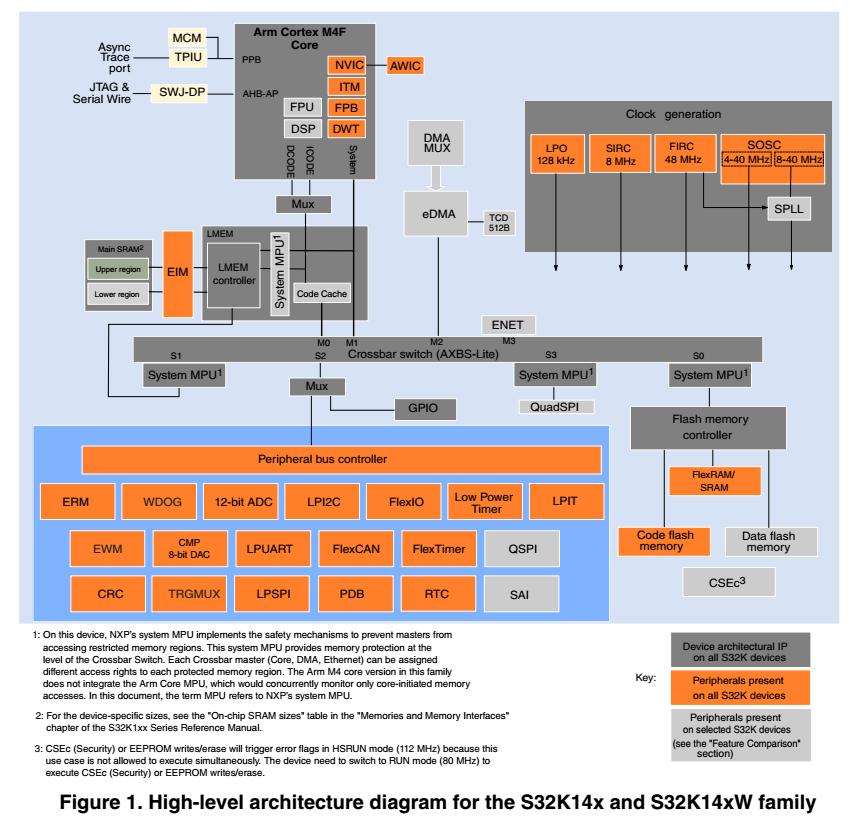 Arm Cortex M4F
Core
MCM
TPIU
Async
Trace
port
PPB
NVIC
AWIC
JTAG &
Serial Wire
SWJ-DP
AHB-AP
ITM
FPU
FPB
DSP
DWT
DCODE
ICODE
System
Mux
DMA
MUX
eDMA
TCD
512B
Clock generation
LPO
128 kHz
SIRC
8 MHz
FIRC
48 MHz
SOSC
4-40 MHz
8-40 MHz
SPLL
Main SRAM2
Upper region
Lower region
EIM
LMEM
LMEM
controller
System MPU1
Code Cache
ENET
M0
M1
M2
M3
Crossbar switch (AXBS-Lite)
S1
S2
S3
S0
System MPU1
System MPU1
System MPU1
Mux
GPIO
QuadSPI
Flash memory
controller
FlexRAM/
SRAM
Code flash
memory
Data flash
memory
CSEc3
Peripheral bus controller
ERM
WDOG
12-bit ADC
LPI2C
FlexIO
Low Power
Timer
LPIT
EWM
CMP
8-bit DAC
LPUART
FlexCAN
FlexTimer
QSPI
CRC
TRGMUX
LPSPI
PDB
RTC
SAI
1: On this device, NXP's system MPU implements the safety mechanisms to prevent masters from
accessing restricted memory regions. This system MPU provides memory protection at the
level of the Crossbar Switch. Each Crossbar master (Core, DMA, Ethernet) can be assigned
different access rights to each protected memory region. The Arm M4 core version in this family
does not integrate the Arm Core MPU, which would concurrently monitor only core-initiated memory
accesses. In this document, the term MPU refers to NXP's system MPU.
2: For the device-specific sizes, see the "On-chip SRAM sizes" table in the "Memories and Memory Interfaces"
chapter of the S32K1xx Series Reference Manual.
3: CSEc (Security) or EEPROM writes/erase will trigger error flags in HSRUN mode (112 MHz) because this
use case is not allowed to execute simultaneously. The device need to switch to RUN mode (80 MHz) to
execute CSEc (Security) or EEPROM writes/erase.
Key:
Device architectural IP
on all S32K devices
Peripherals present
on all S32K devices
Peripherals present
on selected S32K devices
(see the "Feature Comparison"
section)
Figure 1. High-level architecture diagram for the S32K14x and S32K14xW family